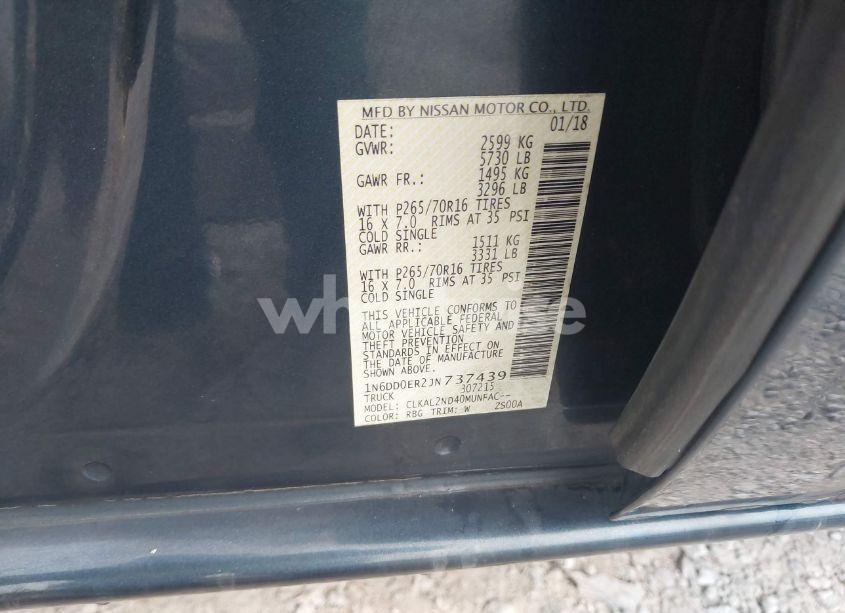 MFD BY NISSAN MOTOR CO., LTD.
DATE: 01/18
GVWR: 2599 KG
5730 LB
GAWR FR.: 1495 KG
3296 LB
WITH P265/70R16 TIRES
16 X 7.0 RIMS AT 35 PSI
COLD SINGLE
GAWR RR.: 1511 KG
3331 LB
WITH P265/70R16 TIRES
16 X 7.0 RIMS AT 35 PSI
COLD SINGLE
THIS VEHICLE CONFORMS TO
ALL APPLICABLE FEDERAL
MOTOR VEHICLE SAFETY AND
THEFT PREVENTION
STANDARDS IN EFFECT ON
THE DATE OF MANUFACTURE
SHOWN ABOVE.
1N6DD0ER2JN737439
TRUCK 307215
MODEL: CLKAL2ND40MUNFAC--
COLOR: RBG TRIM: W 2S00A